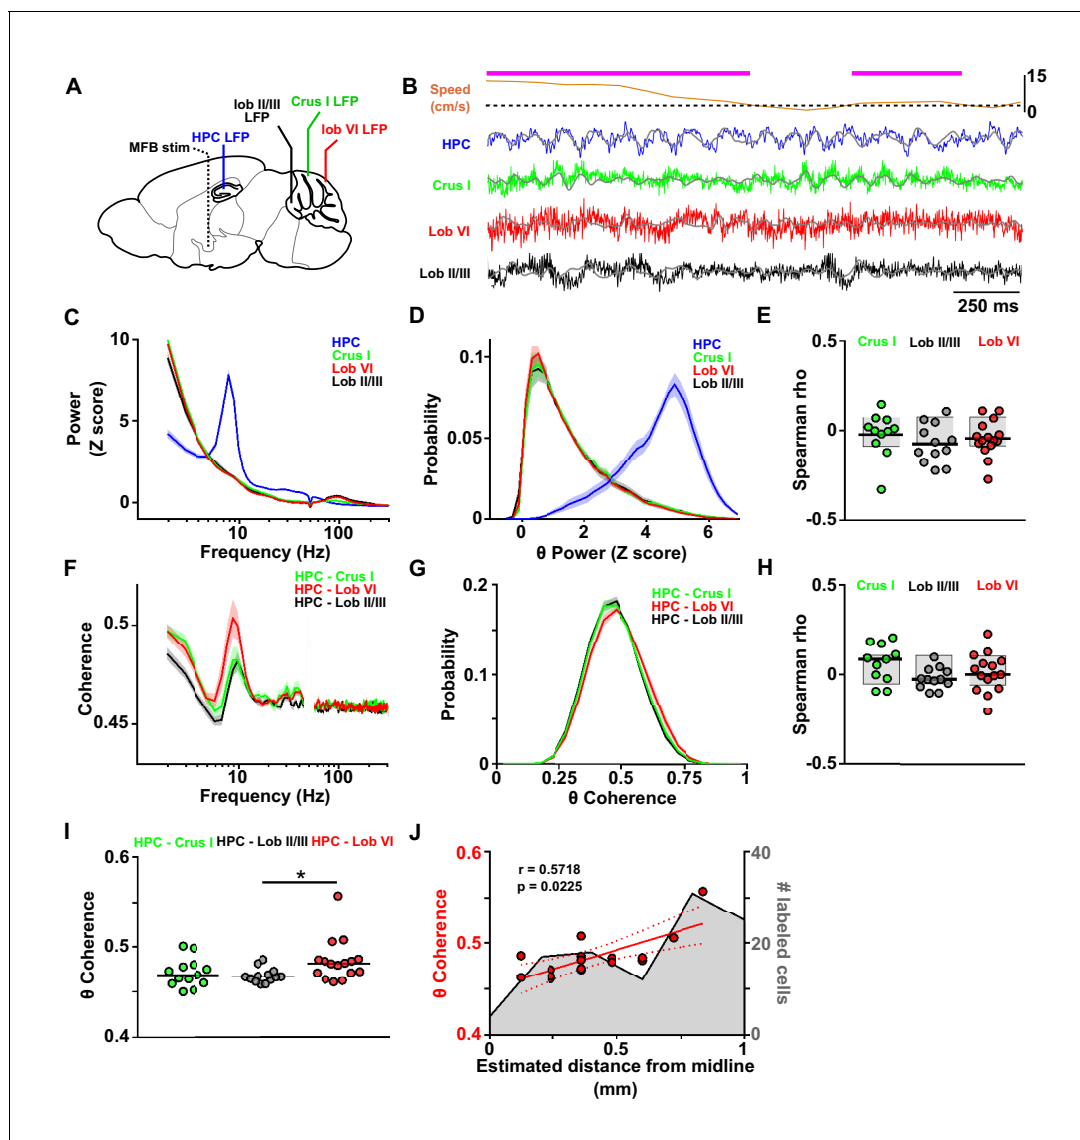 A
lob II/III
LFP
Crus I LFP
lob VI LFP
HPC LFP
MFB stim
B
Speed
(cm/s)
15
0
HPC
Crus I
Lob VI
Lob II/III
250 ms
C
10
5
0
Power
(Z score)
HPC
Crus I
Lob VI
Lob II/III
10
100
Frequency (Hz)
D
0.1
0.05
0
Probability
HPC
Crus I
Lob VI
Lob II/III
0 2 4 6
θ Power (Z score)
E
Crus I Lob II/III Lob VI
0.5
0
-0.5
Spearman rho
F
HPC - Crus I
HPC - Lob VI
HPC - Lob II/III
0.5
0.45
Coherence
10
100
Frequency (Hz)
G
HPC - Crus I
HPC - Lob VI
HPC - Lob II/III
0.2
0.1
0
Probability
0 0.25 0.5 0.75 1
θ Coherence
H
Crus I Lob II/III Lob VI
0.5
0
-0.5
Spearman rho
I
HPC - Crus I HPC - Lob II/III HPC - Lob VI
*
0.6
0.5
0.4
θ Coherence
J
r = 0.5718
p = 0.0225
0.6
0.5
0.4
θ Coherence
40
20
0
# labeled cells
0 0.5 1
Estimated distance from midline
(mm)